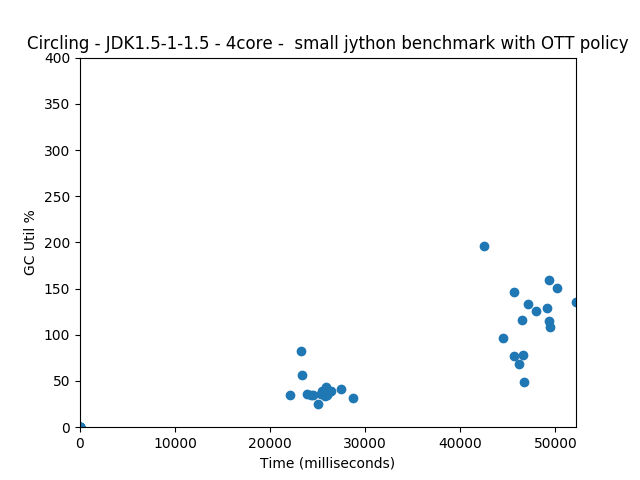 Circling - JDK1.5-1-1.5 - 4core -  small jython benchmark with OTT policy
400
350
300
250
200
150
100
50
0
GC Util %
0 10000 20000 30000 40000 50000
Time (milliseconds)